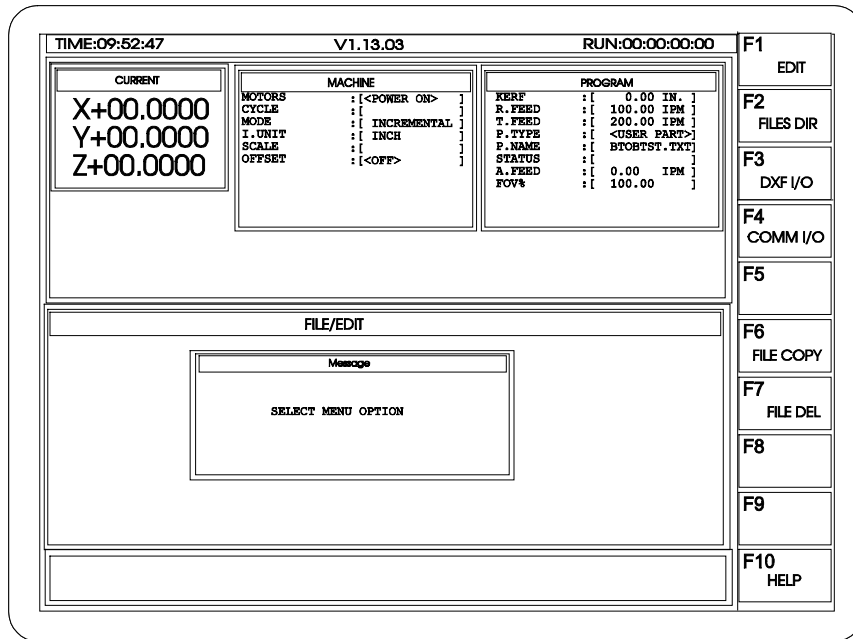 TIME:09:52:47 V1.13.03 RUN:00:00:00:00
CURRENT
X+00.0000
Y+00.0000
Z+00.0000
MACHINE
MOTORS :[<POWER ON> ]
CYCLE :[ ]
MODE :[ INCREMENTAL ]
I.UNIT :[ INCH ]
SCALE :[ ]
OFFSET :[<OFF> ]
PROGRAM
KERF :[ 0.00 IN. ]
R.FEED :[ 100.00 IPM ]
T.FEED :[ 200.00 IPM ]
P.TYPE :[ <USER PART>]
P.NAME :[ BTOBTST.TXT]
STATUS :[ ]
A.FEED :[ 0.00 IPM ]
FOV% :[ 100.00 ]
FILE/EDIT
Message
SELECT MENU OPTION
F1
EDIT
F2
FILES DIR
F3
DXF I/O
F4
COMM I/O
F5
F6
FILE COPY
F7
FILE DEL
F8
F9
F10
HELP